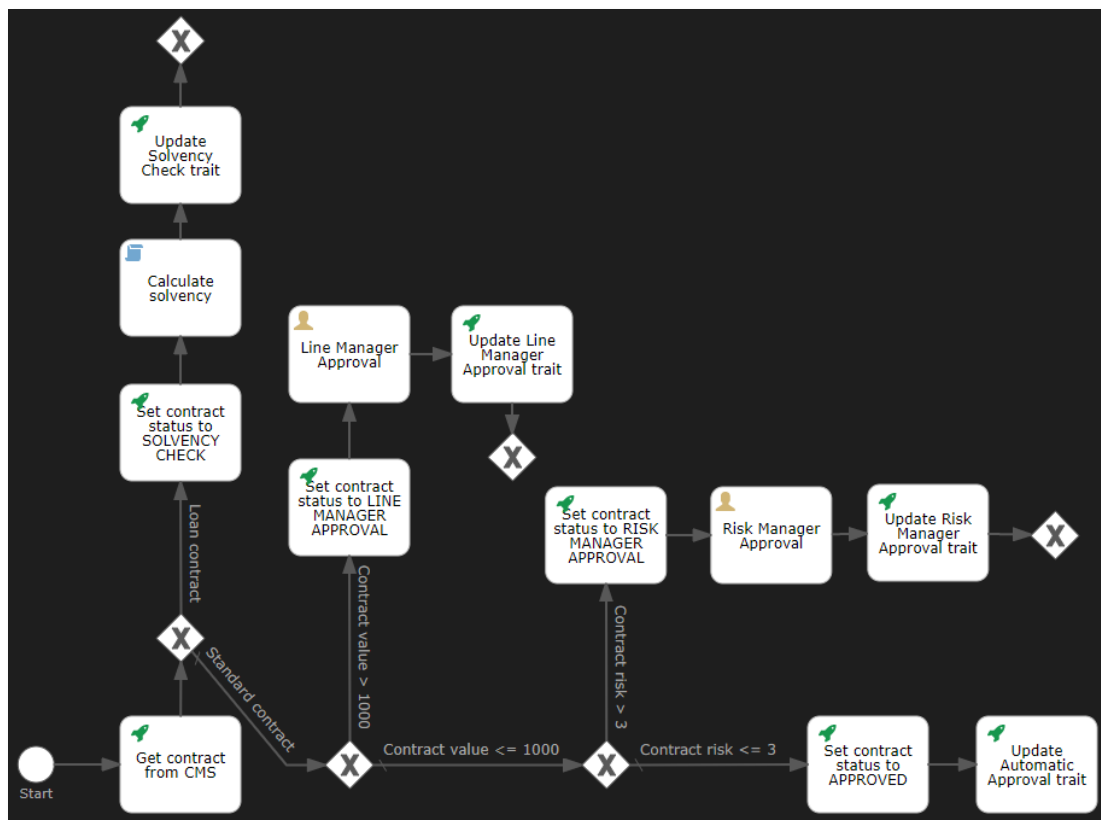 Update
Solvency
Check trait
Calculate
solvency
Line Manager
Approval
Update Line
Manager
Approval trait
Set contract
status to
SOLVENCY
CHECK
Set contract
status to LINE
MANAGER
APPROVAL
Set contract
status to RISK
MANAGER
APPROVAL
Risk Manager
Approval
Update Risk
Manager
Approval trait
Loan contract
Contract value > 1000
Contract risk > 3
Standard contract
Start
Get contract
from CMS
Contract value <= 1000
Contract risk <= 3
Set contract
status to
APPROVED
Update
Automatic
Approval trait